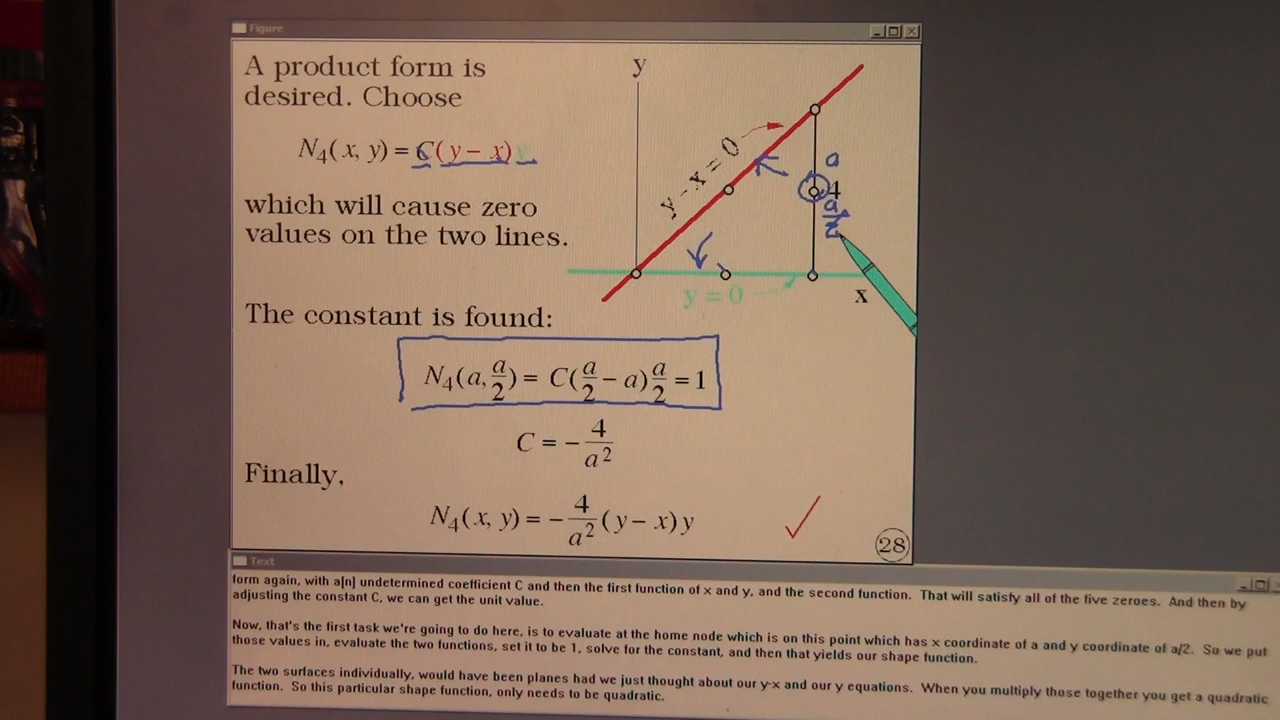 Figure
A product form is
desired. Choose
N₄(x, y) = C(y − x)y
which will cause zero
values on the two lines.
y
y - x = 0
a
4
a/2
y = 0
x
The constant is found:
N₄(a, a/2) = C(a/2 − a)a/2 = 1
C = − 4/a²
Finally,
N₄(x, y) = − 4/a² (y − x)y
28
Text
form again, with a[n] undetermined coefficient C and then the first function of x and y, and the second function. That will satisfy all of the five zeroes. And then by
adjusting the constant C, we can get the unit value.
Now, that's the first task we're going to do here, is to evaluate at the home node which is on this point which has x coordinate of a and y coordinate of a/2. So we put
those values in, evaluate the two functions, set it to be 1, solve for the constant, and then that yields our shape function.
The two surfaces individually, would have been planes had we just thought about our y-x and our y equations. When you multiply those together you get a quadratic
function. So this particular shape function, only needs to be quadratic.